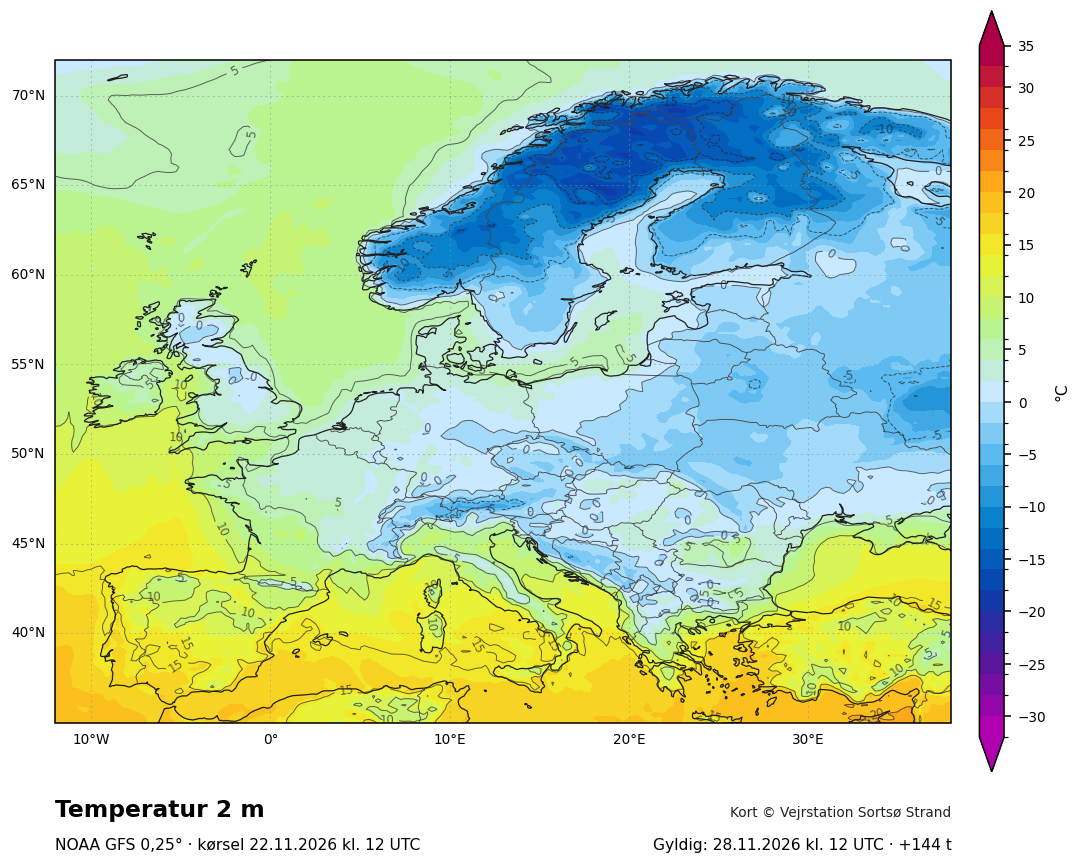 70°N
65°N
60°N
55°N
50°N
45°N
40°N
10°W 0° 10°E 20°E 30°E
35
30
25
20
15
10
5
0
−5
−10
−15
−20
−25
−30
°C
Temperatur 2 m
Kort © Vejrstation Sortsø Strand
NOAA GFS 0,25° · kørsel 22.11.2026 kl. 12 UTC
Gyldig: 28.11.2026 kl. 12 UTC · +144 t